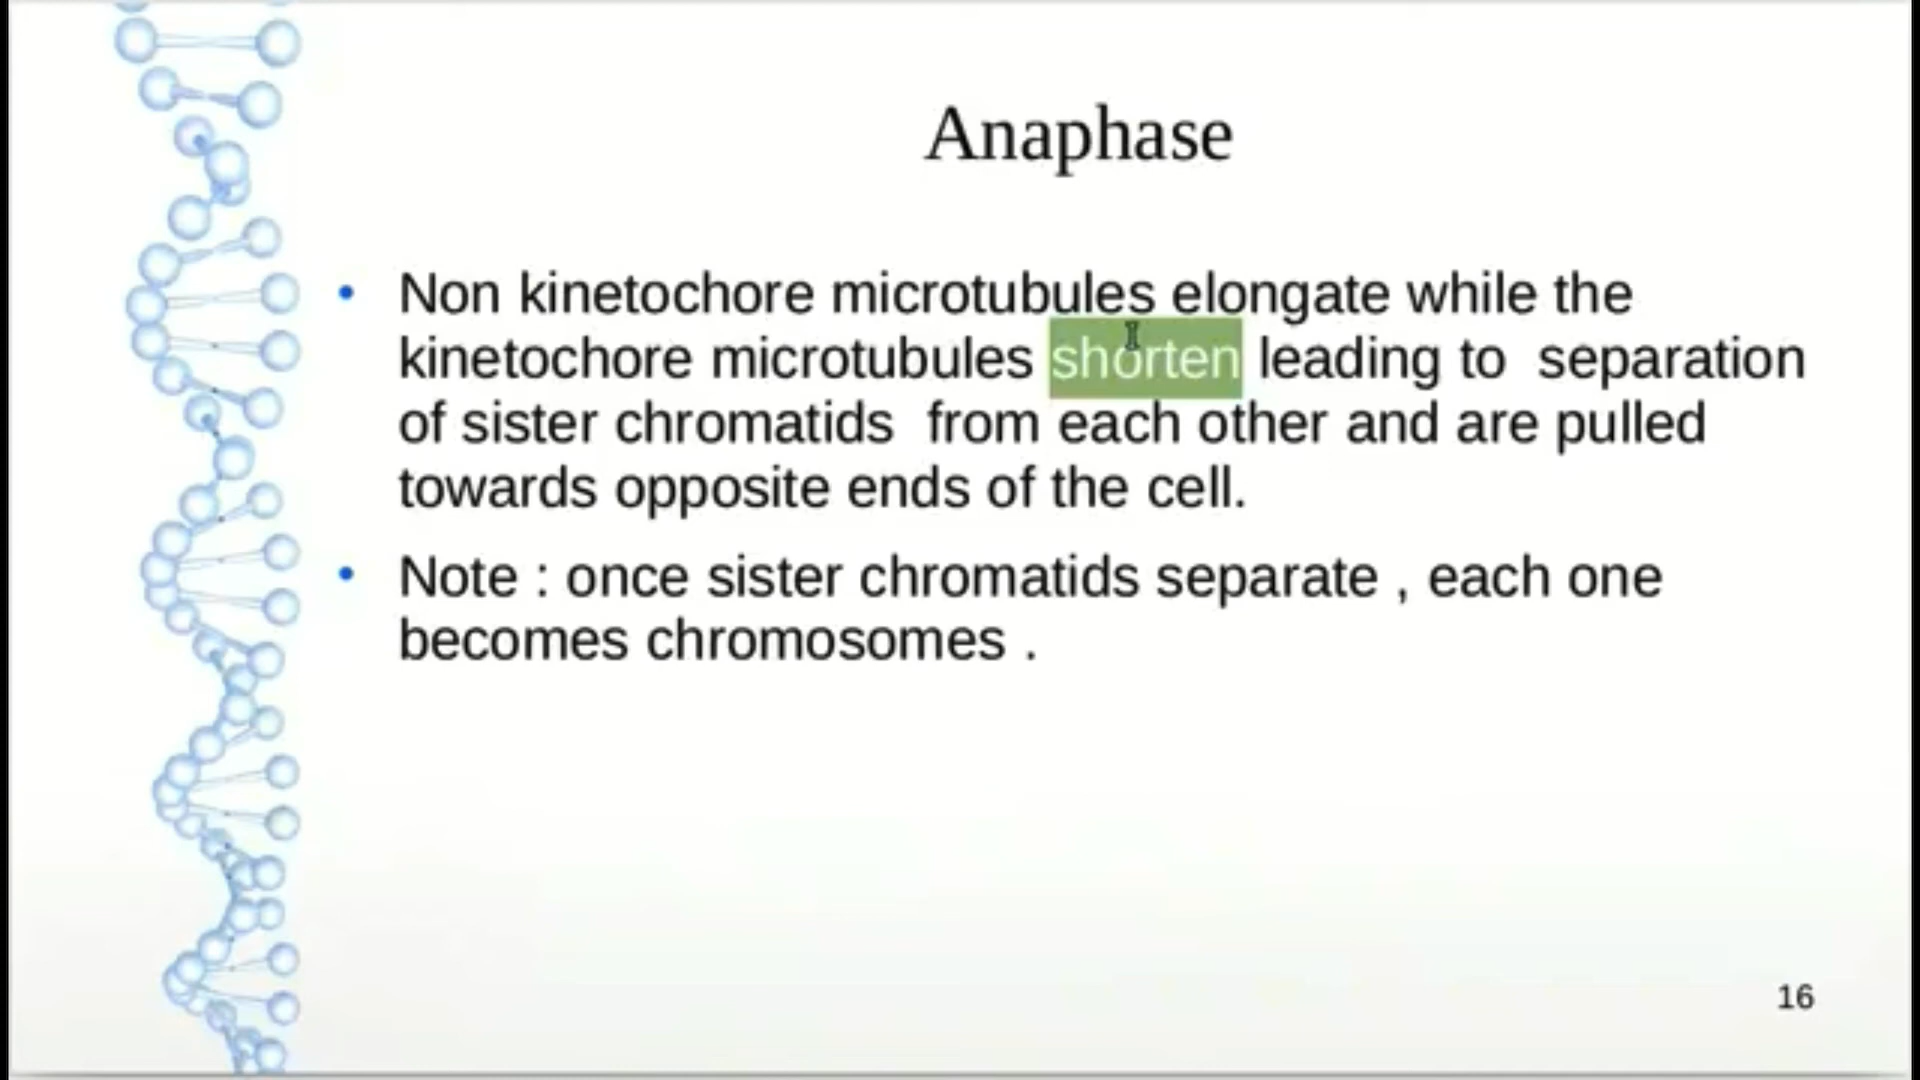 Anaphase
• Non kinetochore microtubules elongate while the
kinetochore microtubules shorten leading to separation
of sister chromatids from each other and are pulled
towards opposite ends of the cell.
• Note : once sister chromatids separate , each one
becomes chromosomes .
16